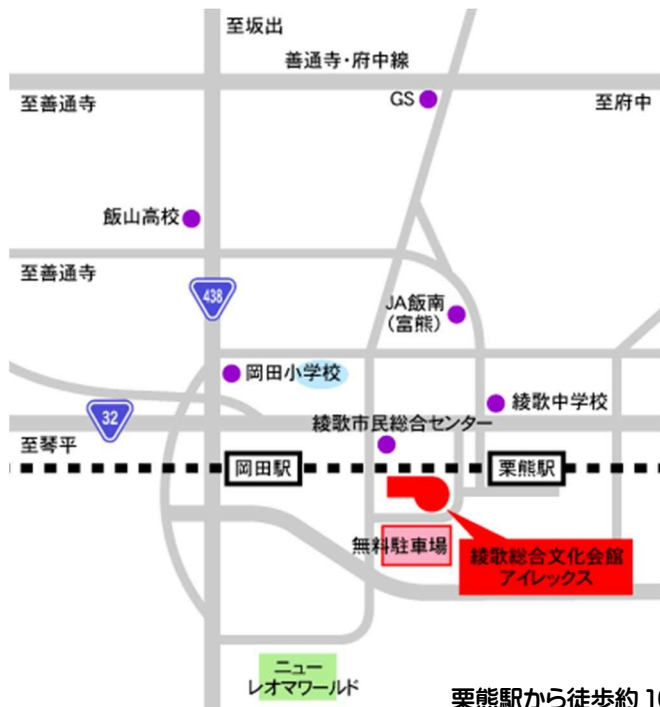 至坂出
善通寺・府中線
至善通寺
GS
至府中
飯山高校
至善通寺
438
JA飯南
（富熊）
岡田小学校
32
綾歌中学校
綾歌市民総合センター
至琴平
岡田駅
栗熊駅
無料駐車場
綾歌総合文化会館
アイレックス
ニュー
レオマワールド
栗熊駅から徒歩約